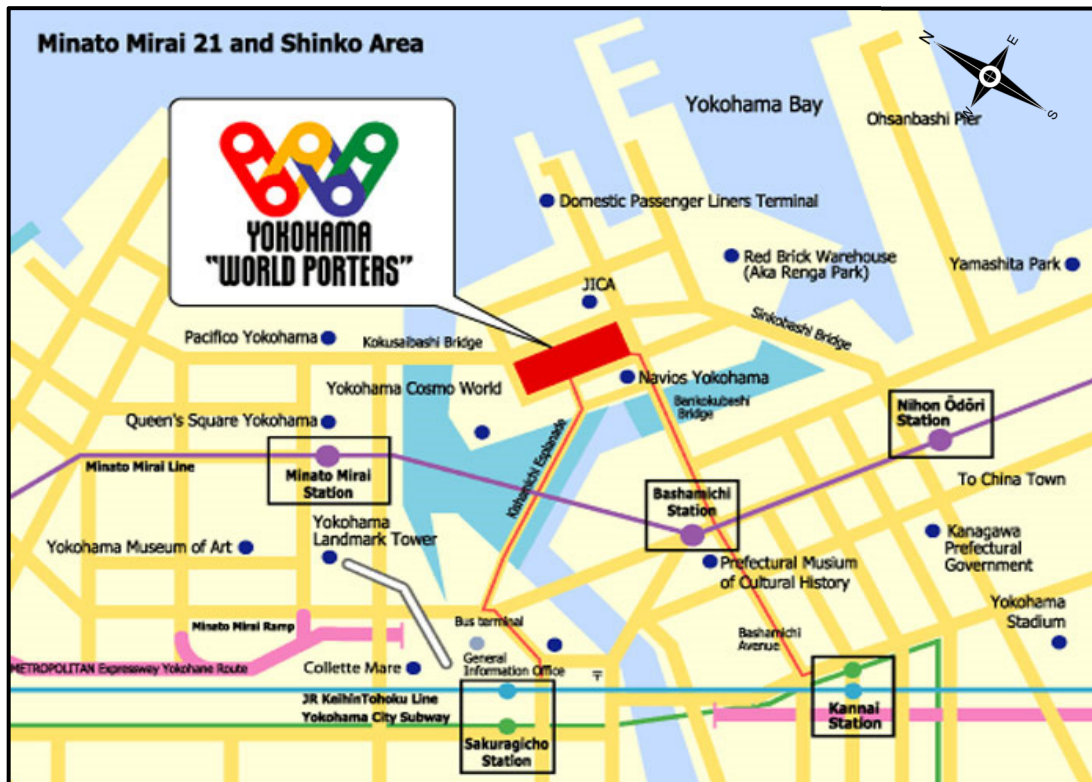 Minato Mirai 21 and Shinko Area
N
E
S
YOKOHAMA
"WORLD PORTERS"
Yokohama Bay
Ohsanbashi Pier
Domestic Passenger Liners Terminal
Red Brick Warehouse
(Aka Renga Park)
Yamashita Park
JICA
Sinkobashi Bridge
Pacifico Yokohama
Kokusaibashi Bridge
Yokohama Cosmo World
Navios Yokohama
Bankokubashi
Bridge
Queen's Square Yokohama
Nihon Ōdōri
Station
Minato Mirai Line
Minato Mirai
Station
Kishamichi Esplanade
Bashamichi
Station
To China Town
Yokohama
Landmark Tower
Yokohama Museum of Art
Prefectural Musium
of Cultural History
Kanagawa
Prefectural
Government
Yokohama
Stadium
Minato Mirai Ramp
Bus terminal
Bashamichi
Avenue
METROPOLITAN Expressway Yokohane Route
Collette Mare
General
Information Office
〒
JR KeihinTohoku Line
Yokohama City Subway
Sakuragicho
Station
Kannai
Station